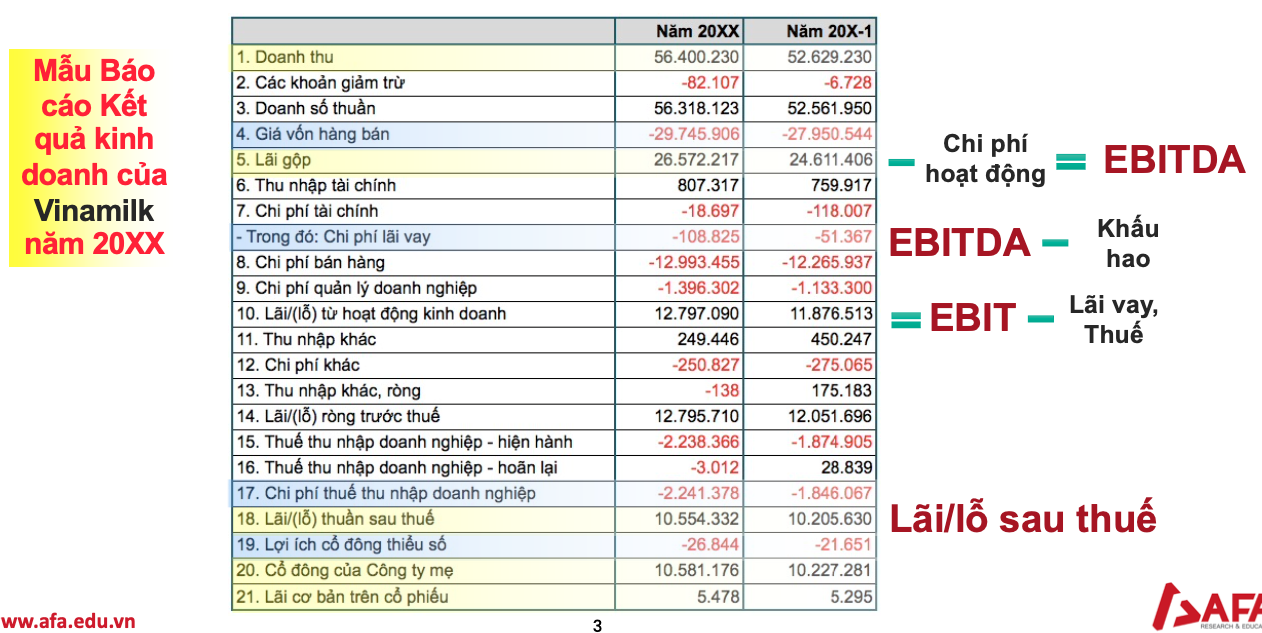 Mẫu Báo
cáo Kết
quả kinh
doanh của
Vinamilk
năm 20XX
Năm 20XX Năm 20X-1
1. Doanh thu 56.400.230 52.629.230
2. Các khoản giảm trừ -82.107 -6.728
3. Doanh số thuần 56.318.123 52.561.950
4. Giá vốn hàng bán -29.745.906 -27.950.544
5. Lãi gộp 26.572.217 24.611.406
6. Thu nhập tài chính 807.317 759.917
7. Chi phí tài chính -18.697 -118.007
- Trong đó: Chi phí lãi vay -108.825 -51.367
8. Chi phí bán hàng -12.993.455 -12.265.937
9. Chi phí quản lý doanh nghiệp -1.396.302 -1.133.300
10. Lãi/(lỗ) từ hoạt động kinh doanh 12.797.090 11.876.513
11. Thu nhập khác 249.446 450.247
12. Chi phí khác -250.827 -275.065
13. Thu nhập khác, ròng -138 175.183
14. Lãi/(lỗ) ròng trước thuế 12.795.710 12.051.696
15. Thuế thu nhập doanh nghiệp - hiện hành -2.238.366 -1.874.905
16. Thuế thu nhập doanh nghiệp - hoãn lại -3.012 28.839
17. Chi phí thuế thu nhập doanh nghiệp -2.241.378 -1.846.067
18. Lãi/(lỗ) thuần sau thuế 10.554.332 10.205.630
19. Lợi ích cổ đông thiểu số -26.844 -21.651
20. Cổ đông của Công ty mẹ 10.581.176 10.227.281
21. Lãi cơ bản trên cổ phiếu 5.478 5.295
− Chi phí
hoạt động = EBITDA
EBITDA − Khấu
hao
= EBIT − Lãi vay,
Thuế
Lãi/lỗ sau thuế
ww.afa.edu.vn
3
AFA
RESEARCH & EDUCA